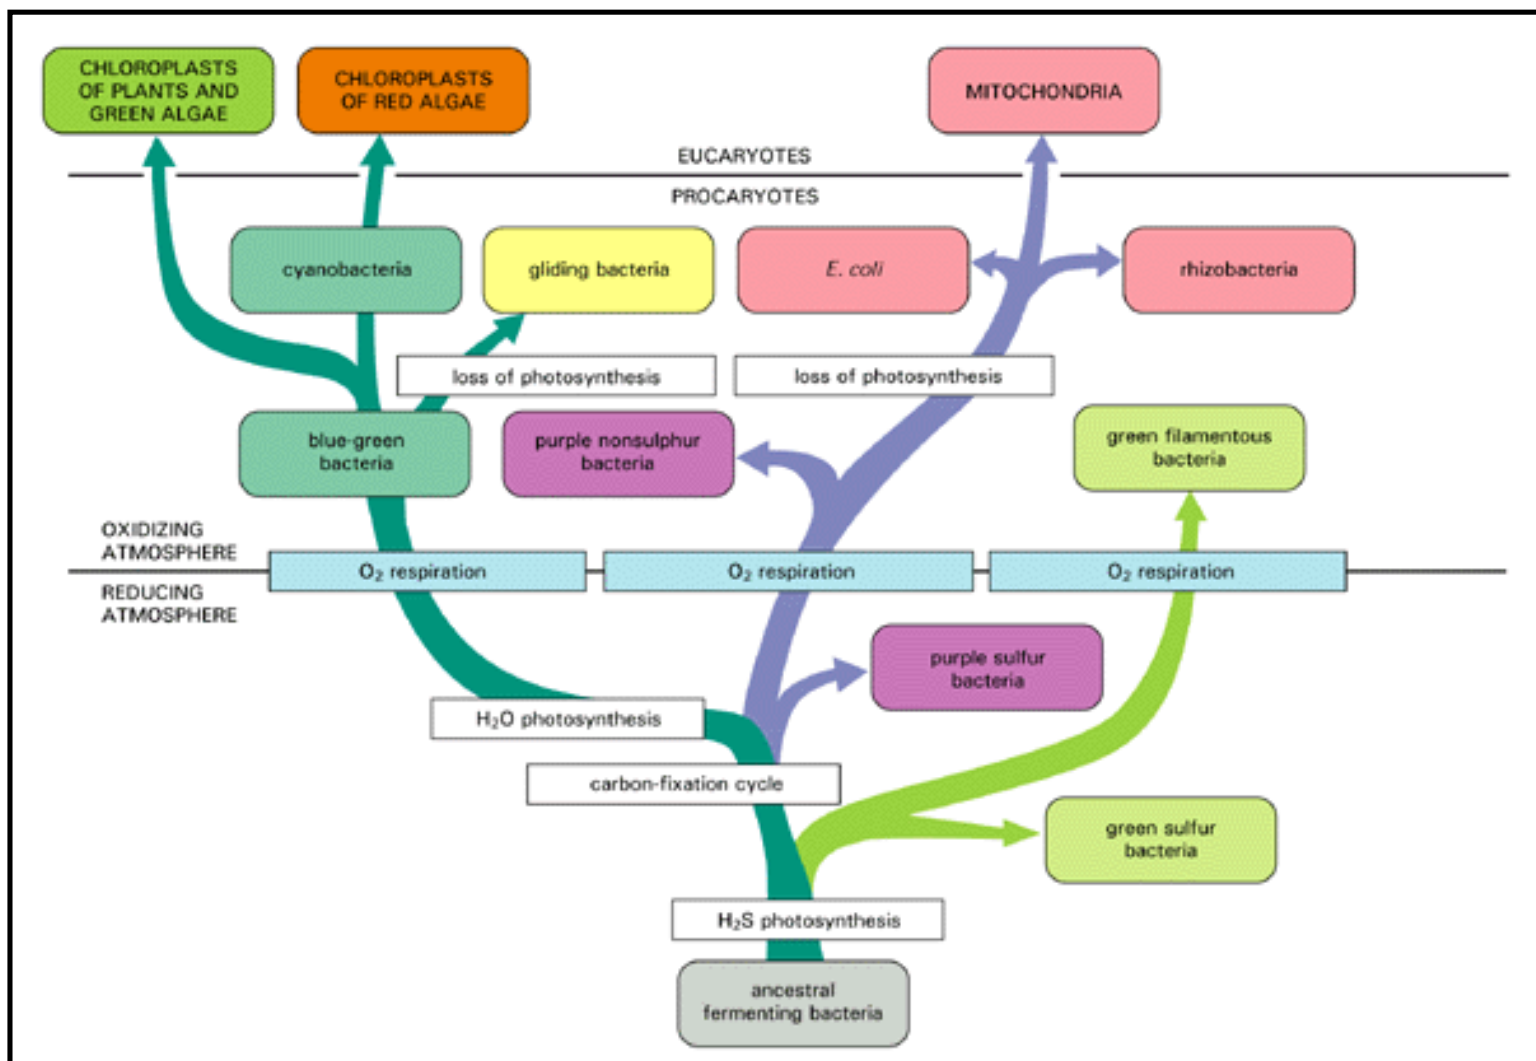 CHLOROPLASTS
OF PLANTS AND
GREEN ALGAE
CHLOROPLASTS
OF RED ALGAE
MITOCHONDRIA
EUCARYOTES
PROCARYOTES
cyanobacteria
gliding bacteria
E. coli
rhizobacteria
loss of photosynthesis
loss of photosynthesis
blue-green
bacteria
purple nonsulphur
bacteria
green filamentous
bacteria
OXIDIZING
ATMOSPHERE
O₂ respiration
O₂ respiration
O₂ respiration
REDUCING
ATMOSPHERE
purple sulfur
bacteria
H₂O photosynthesis
carbon-fixation cycle
green sulfur
bacteria
H₂S photosynthesis
ancestral
fermenting bacteria